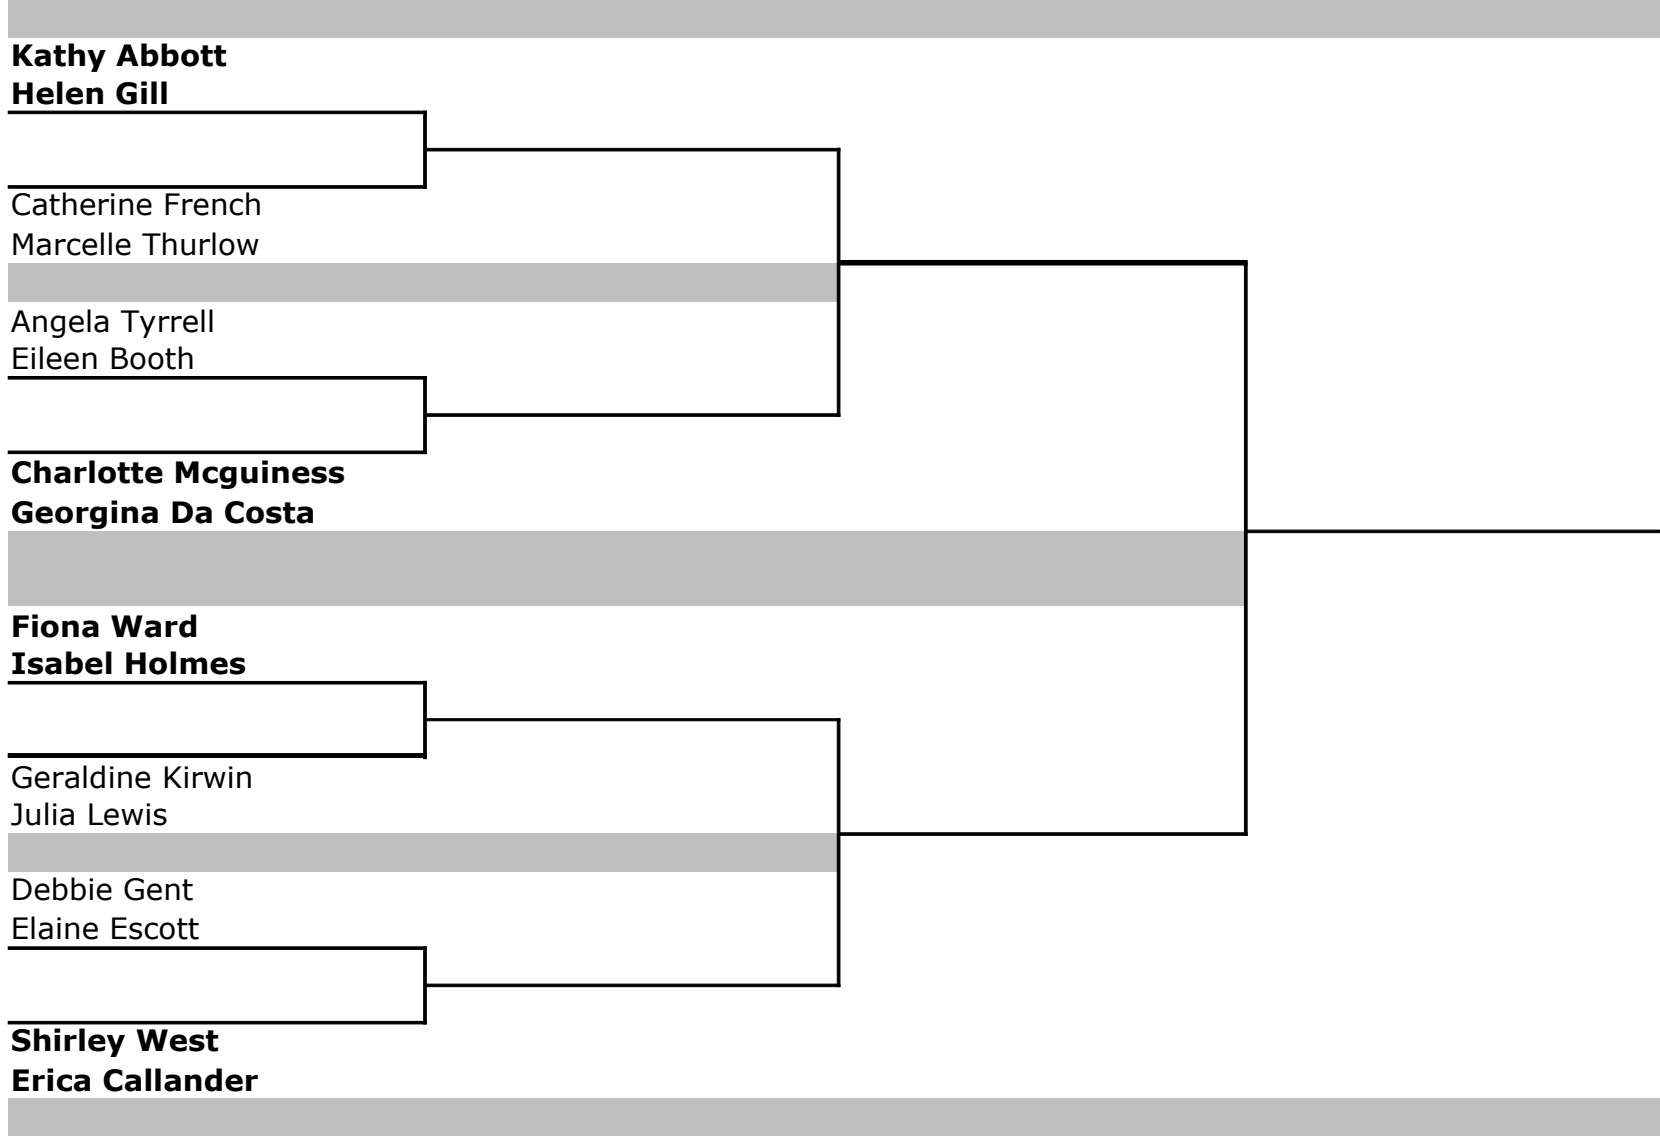 Kathy Abbott
Helen Gill
Catherine French
Marcelle Thurlow
Angela Tyrrell
Eileen Booth
Charlotte Mcguiness
Georgina Da Costa
Fiona Ward
Isabel Holmes
Geraldine Kirwin
Julia Lewis
Debbie Gent
Elaine Escott
Shirley West
Erica Callander